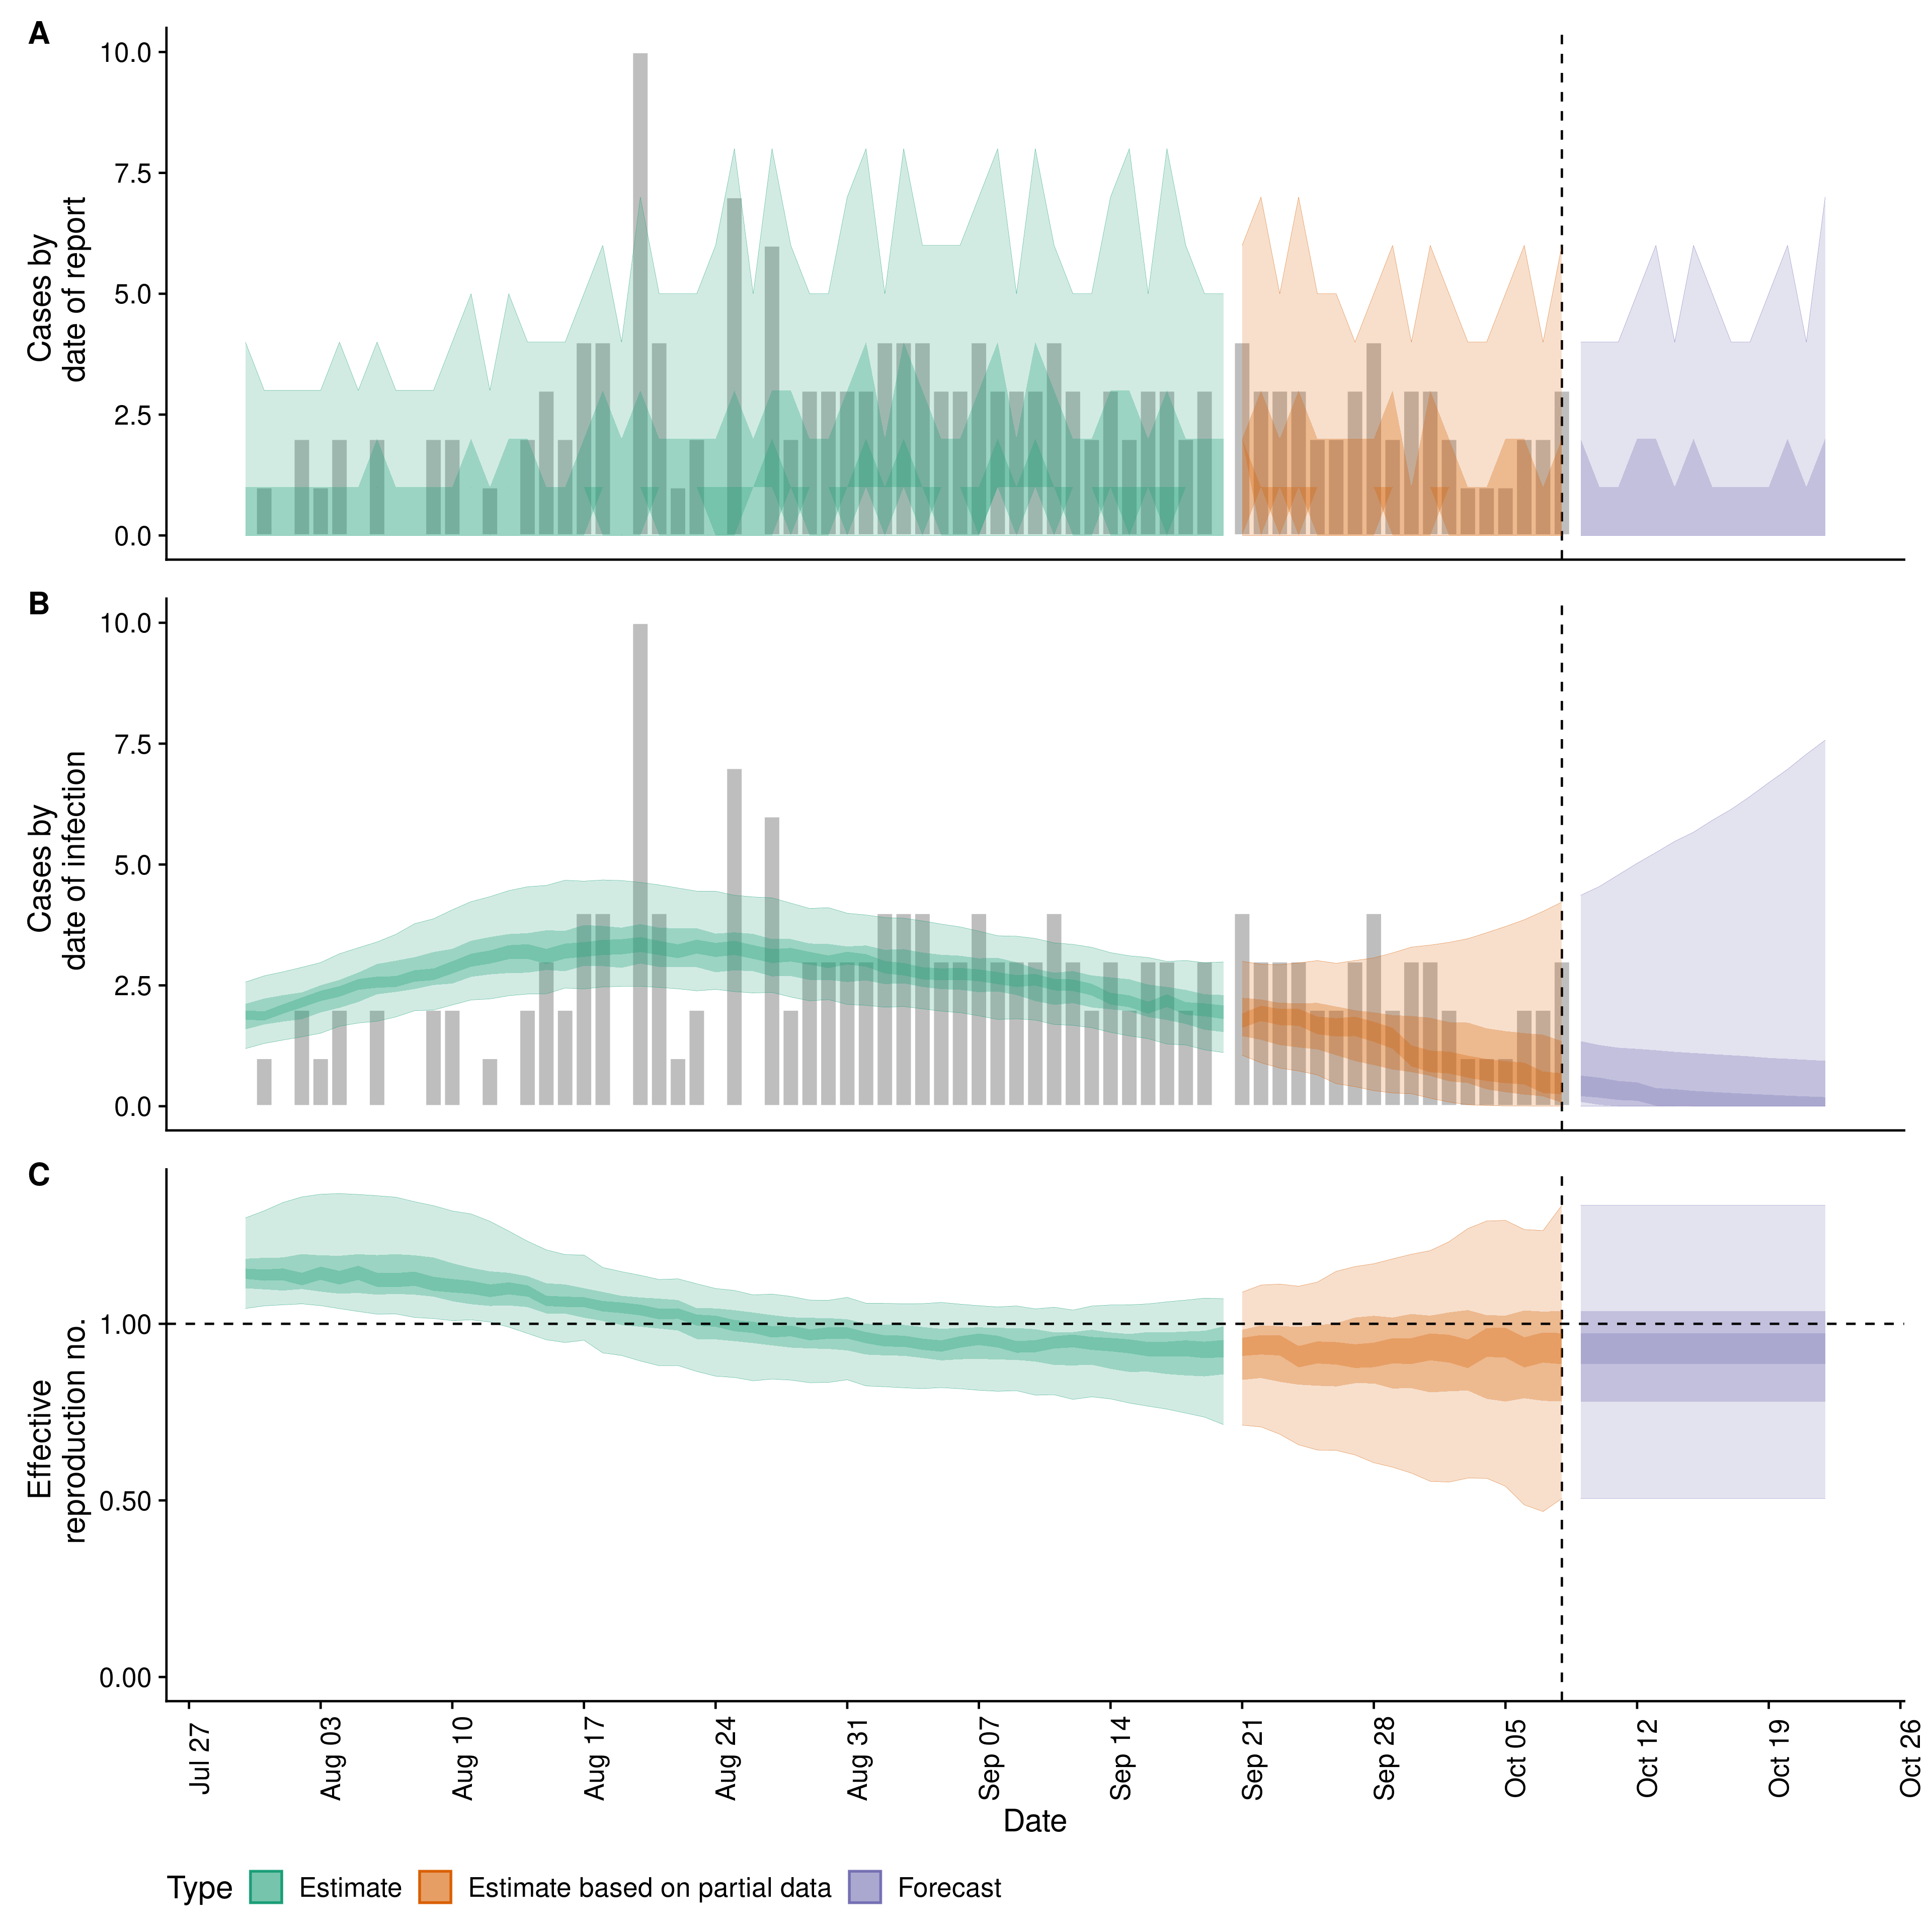 A
Cases by
date of report
10.0
7.5
5.0
2.5
0.0
B
Cases by
date of infection
10.0
7.5
5.0
2.5
0.0
C
Effective
reproduction no.
1.00
0.50
0.00
Jul 27
Aug 03
Aug 10
Aug 17
Aug 24
Aug 31
Sep 07
Sep 14
Sep 21
Sep 28
Oct 05
Oct 12
Oct 19
Oct 26
Date
Type Estimate Estimate based on partial data Forecast